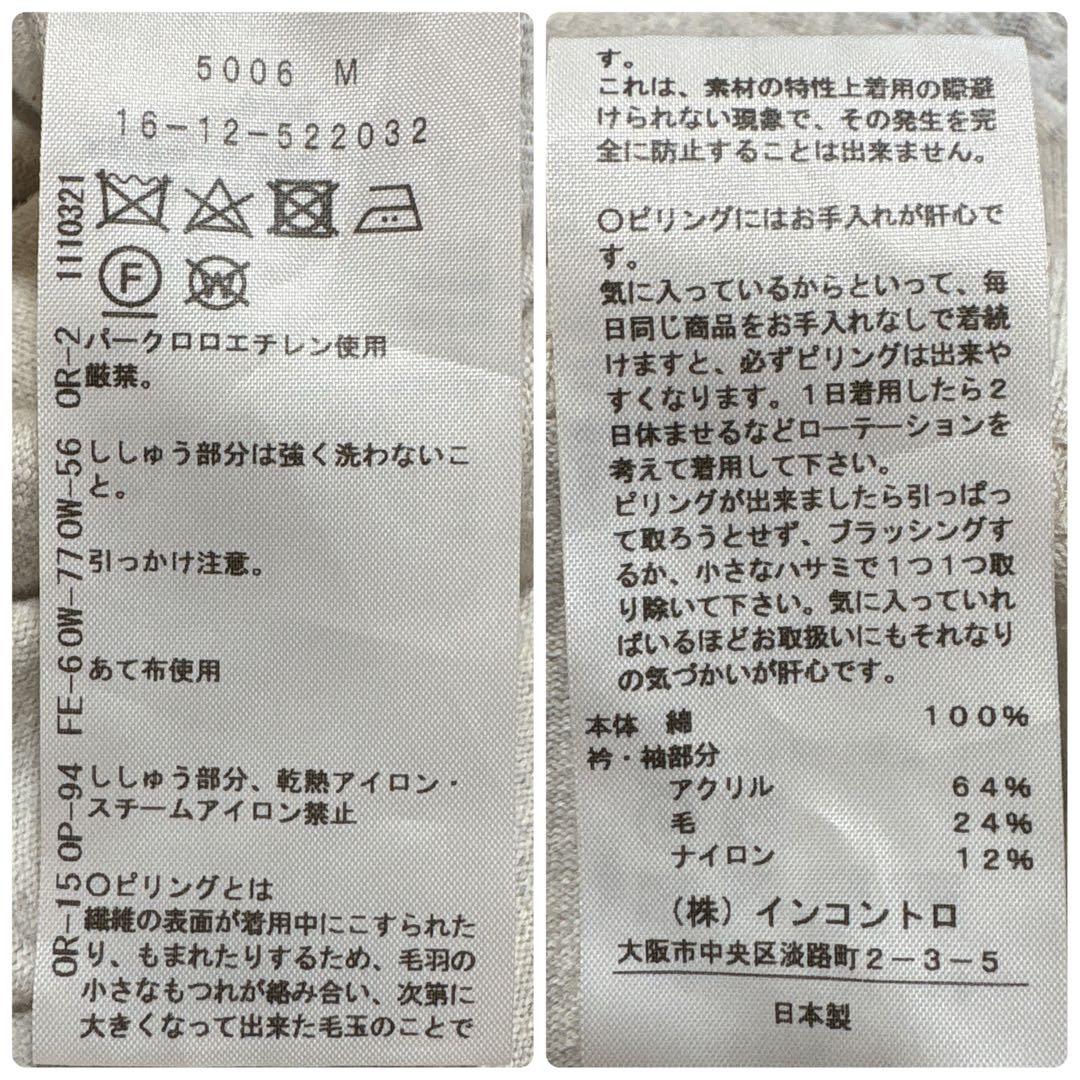 5006 M
16-12-522032
F
W
パークロロエチレン使用
厳禁。
ししゅう部分は強く洗わないこ
と。
引っかけ注意。
あて布使用
ししゅう部分、乾熱アイロン・
スチームアイロン禁止
〇ピリングとは
繊維の表面が着用中にこすられた
り、もまれたりするため、毛羽の
小さなもつれが絡み合い、次第に
大きくなって出来た毛玉のことで
OR-15 OP-94 FE-6 OW-77 OW-56 OR-2 1110321
す。
これは、素材の特性上着用の際避
けられない現象で、その発生を完
全に防止することは出来ません。
〇ピリングにはお手入れが肝心で
す。
気に入っているからといって、毎
日同じ商品をお手入れなしで着続
けますと、必ずピリングは出来や
すくなります。1日着用したら2
日休ませるなどローテーションを
考えて着用して下さい。
ピリングが出来ましたら引っぱっ
て取ろうとせず、ブラッシングす
るか、小さなハサミで1つ1つ取
り除いて下さい。気に入っていれ
ばいるほどお取扱いにもそれなり
の気づかいが肝心です。
本体 綿 100%
衿・袖部分
アクリル 64%
毛 24%
ナイロン 12%
(株)インコントロ
大阪市中央区淡路町2-3-5
日本製